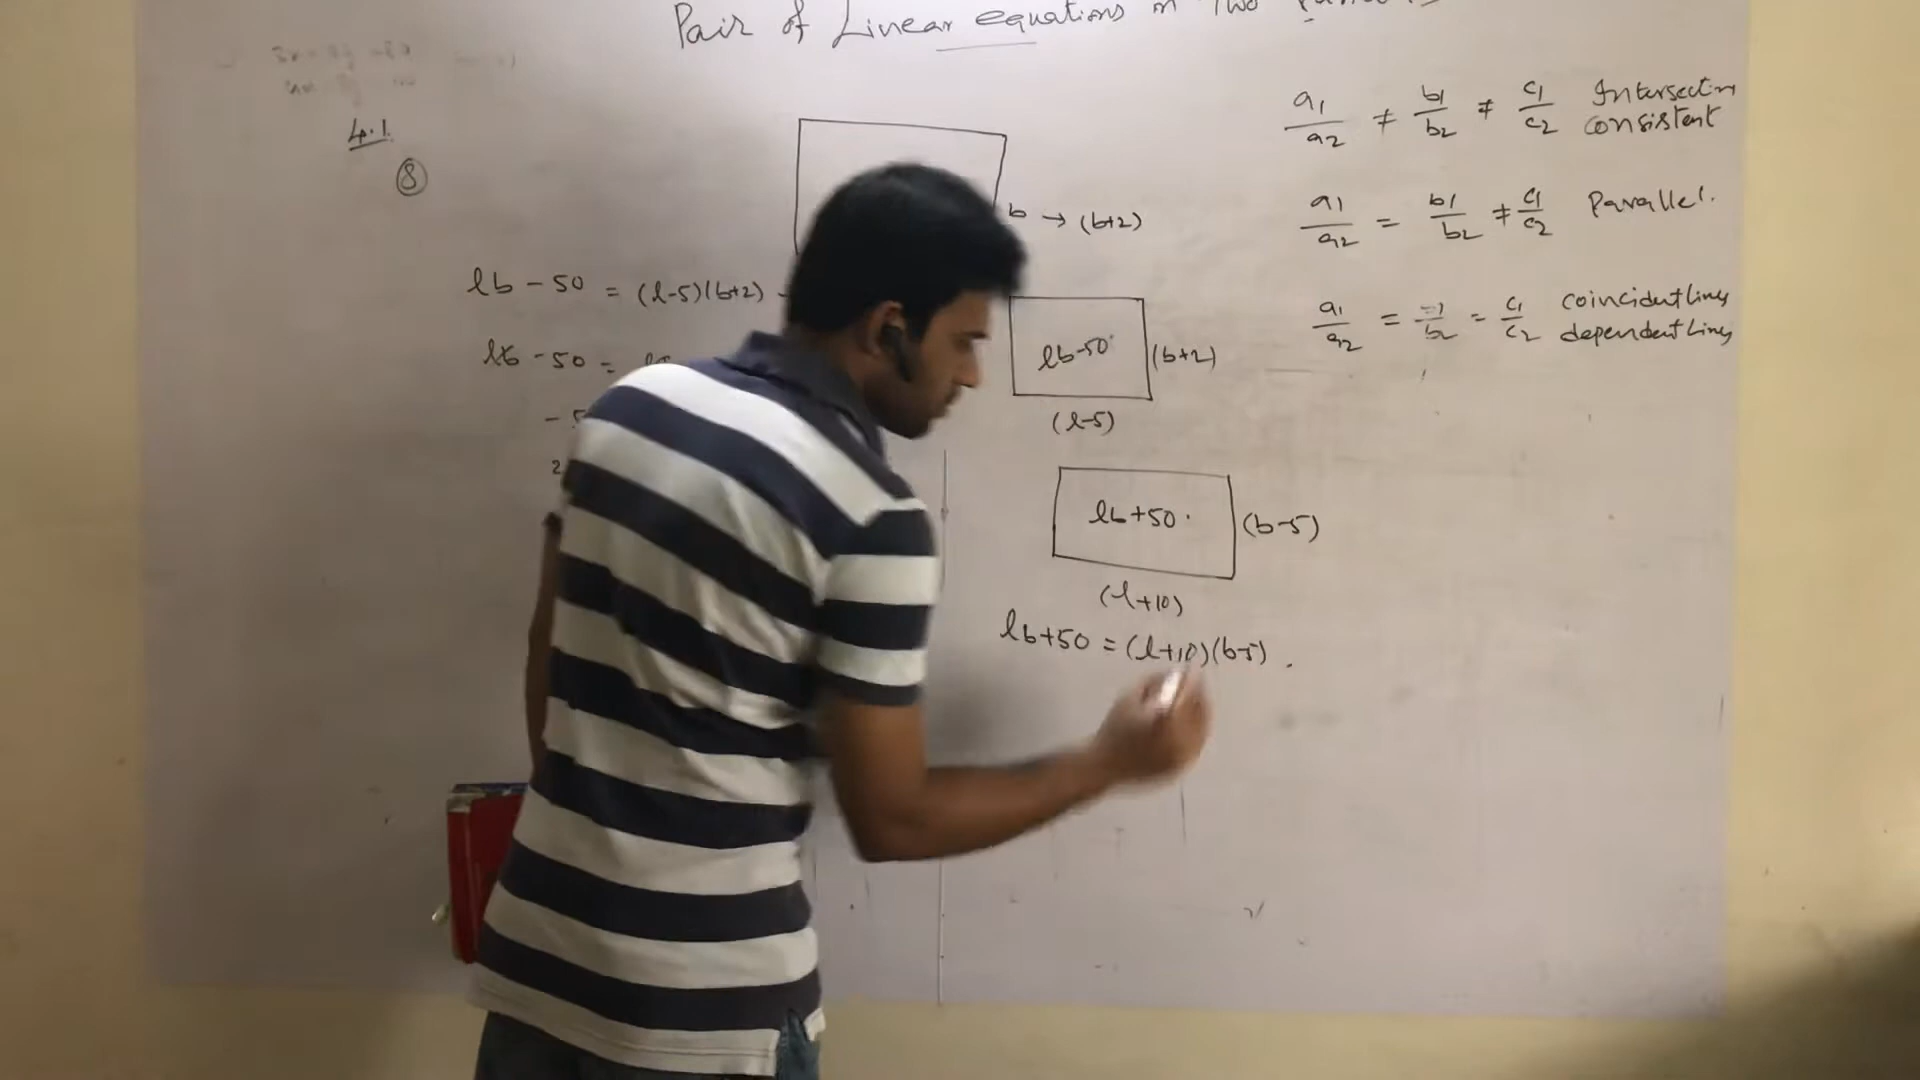 Pair of Linear equations in Two
4.1
8
b → (b+2)
lb - 50 = (l-5)(b+2)
lb - 50 =
lb-50
(b+2)
(l-5)
lb+50
(b-5)
(l+10)
lb+50 = (l+10)(b-5)
a1/a2 ≠ b1/b2 ≠ c1/c2 Intersecting
consistent
a1/a2 = b1/b2 ≠ c1/c2 Parallel.
a1/a2 = b1/b2 = c1/c2 coincident lines
dependent lines